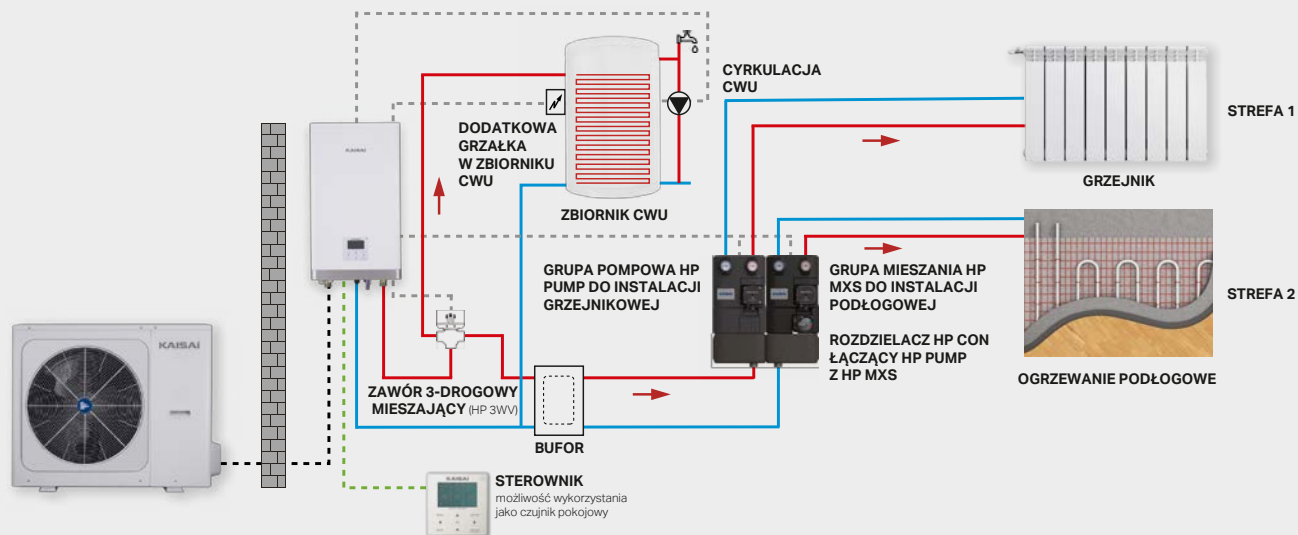 CYRKULACJA
CWU
STREFA 1
KAISAI
DODATKOWA
GRZAŁKA
W ZBIORNIKU
CWU
GRZEJNIK
ZBIORNIK CWU
GRUPA POMPOWA HP
PUMP DO INSTALACJI
GRZEJNIKOWEJ
GRUPA MIESZANIA HP
MXS DO INSTALACJI
PODŁOGOWEJ
STREFA 2
KAISAI
ROZDZIELACZ HP CON
ŁĄCZĄCY HP PUMP
Z HP MXS
OGRZEWANIE PODŁOGOWE
ZAWÓR 3-DROGOWY
MIESZAJĄCY (HP 3WV)
BUFOR
KAISAI
STEROWNIK
możliwość wykorzystania
jako czujnik pokojowy